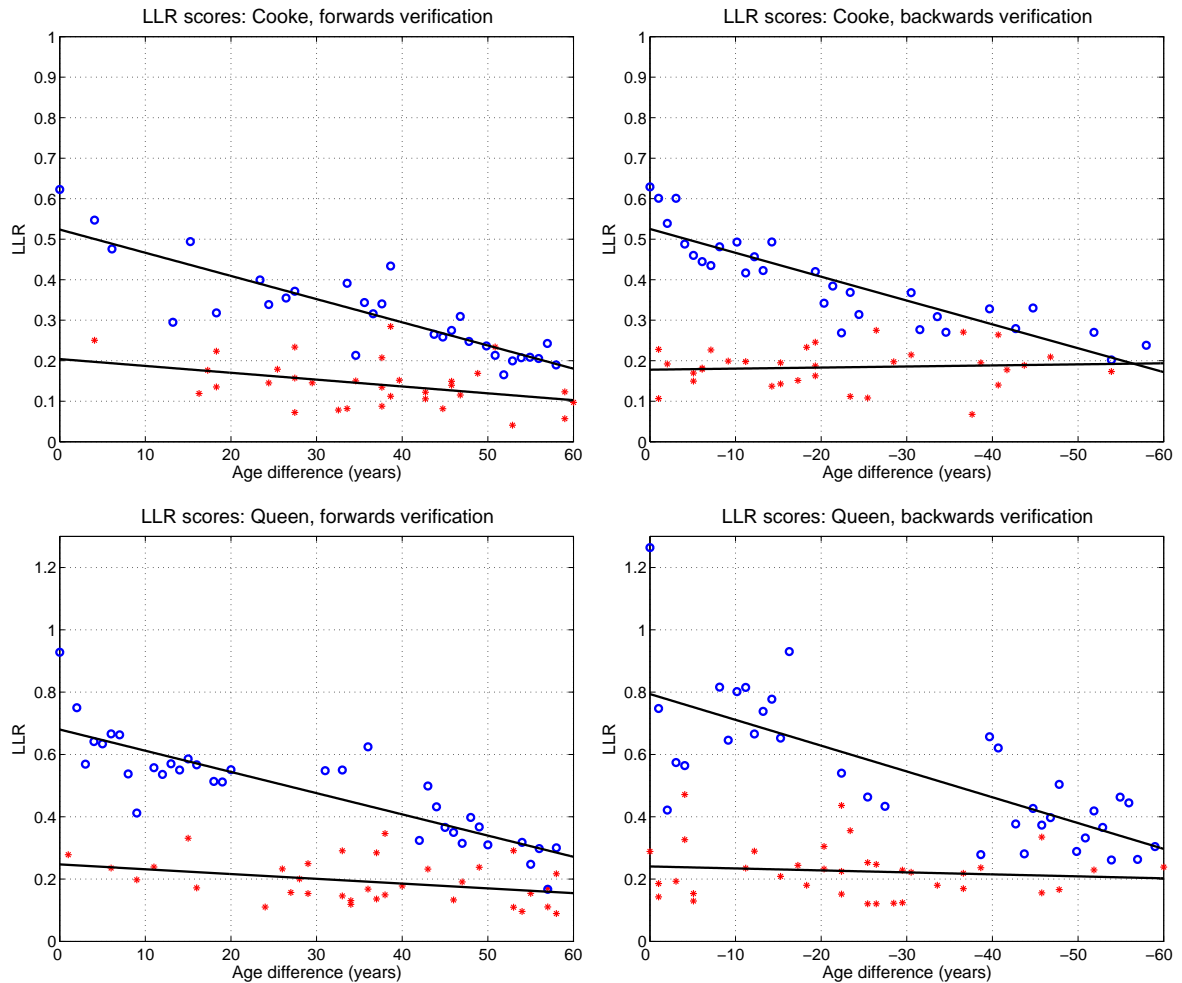 LLR scores: Cooke, forwards verification
1
0.9
0.8
0.7
0.6
0.5
0.4
0.3
0.2
0.1
0
LLR
0 10 20 30 40 50 60
Age difference (years)
LLR scores: Cooke, backwards verification
1
0.9
0.8
0.7
0.6
0.5
0.4
0.3
0.2
0.1
0
LLR
0 −10 −20 −30 −40 −50 −60
Age difference (years)
LLR scores: Queen, forwards verification
1.2
1
0.8
0.6
0.4
0.2
0
LLR
0 10 20 30 40 50 60
Age difference (years)
LLR scores: Queen, backwards verification
1.2
1
0.8
0.6
0.4
0.2
0
LLR
0 −10 −20 −30 −40 −50 −60
Age difference (years)